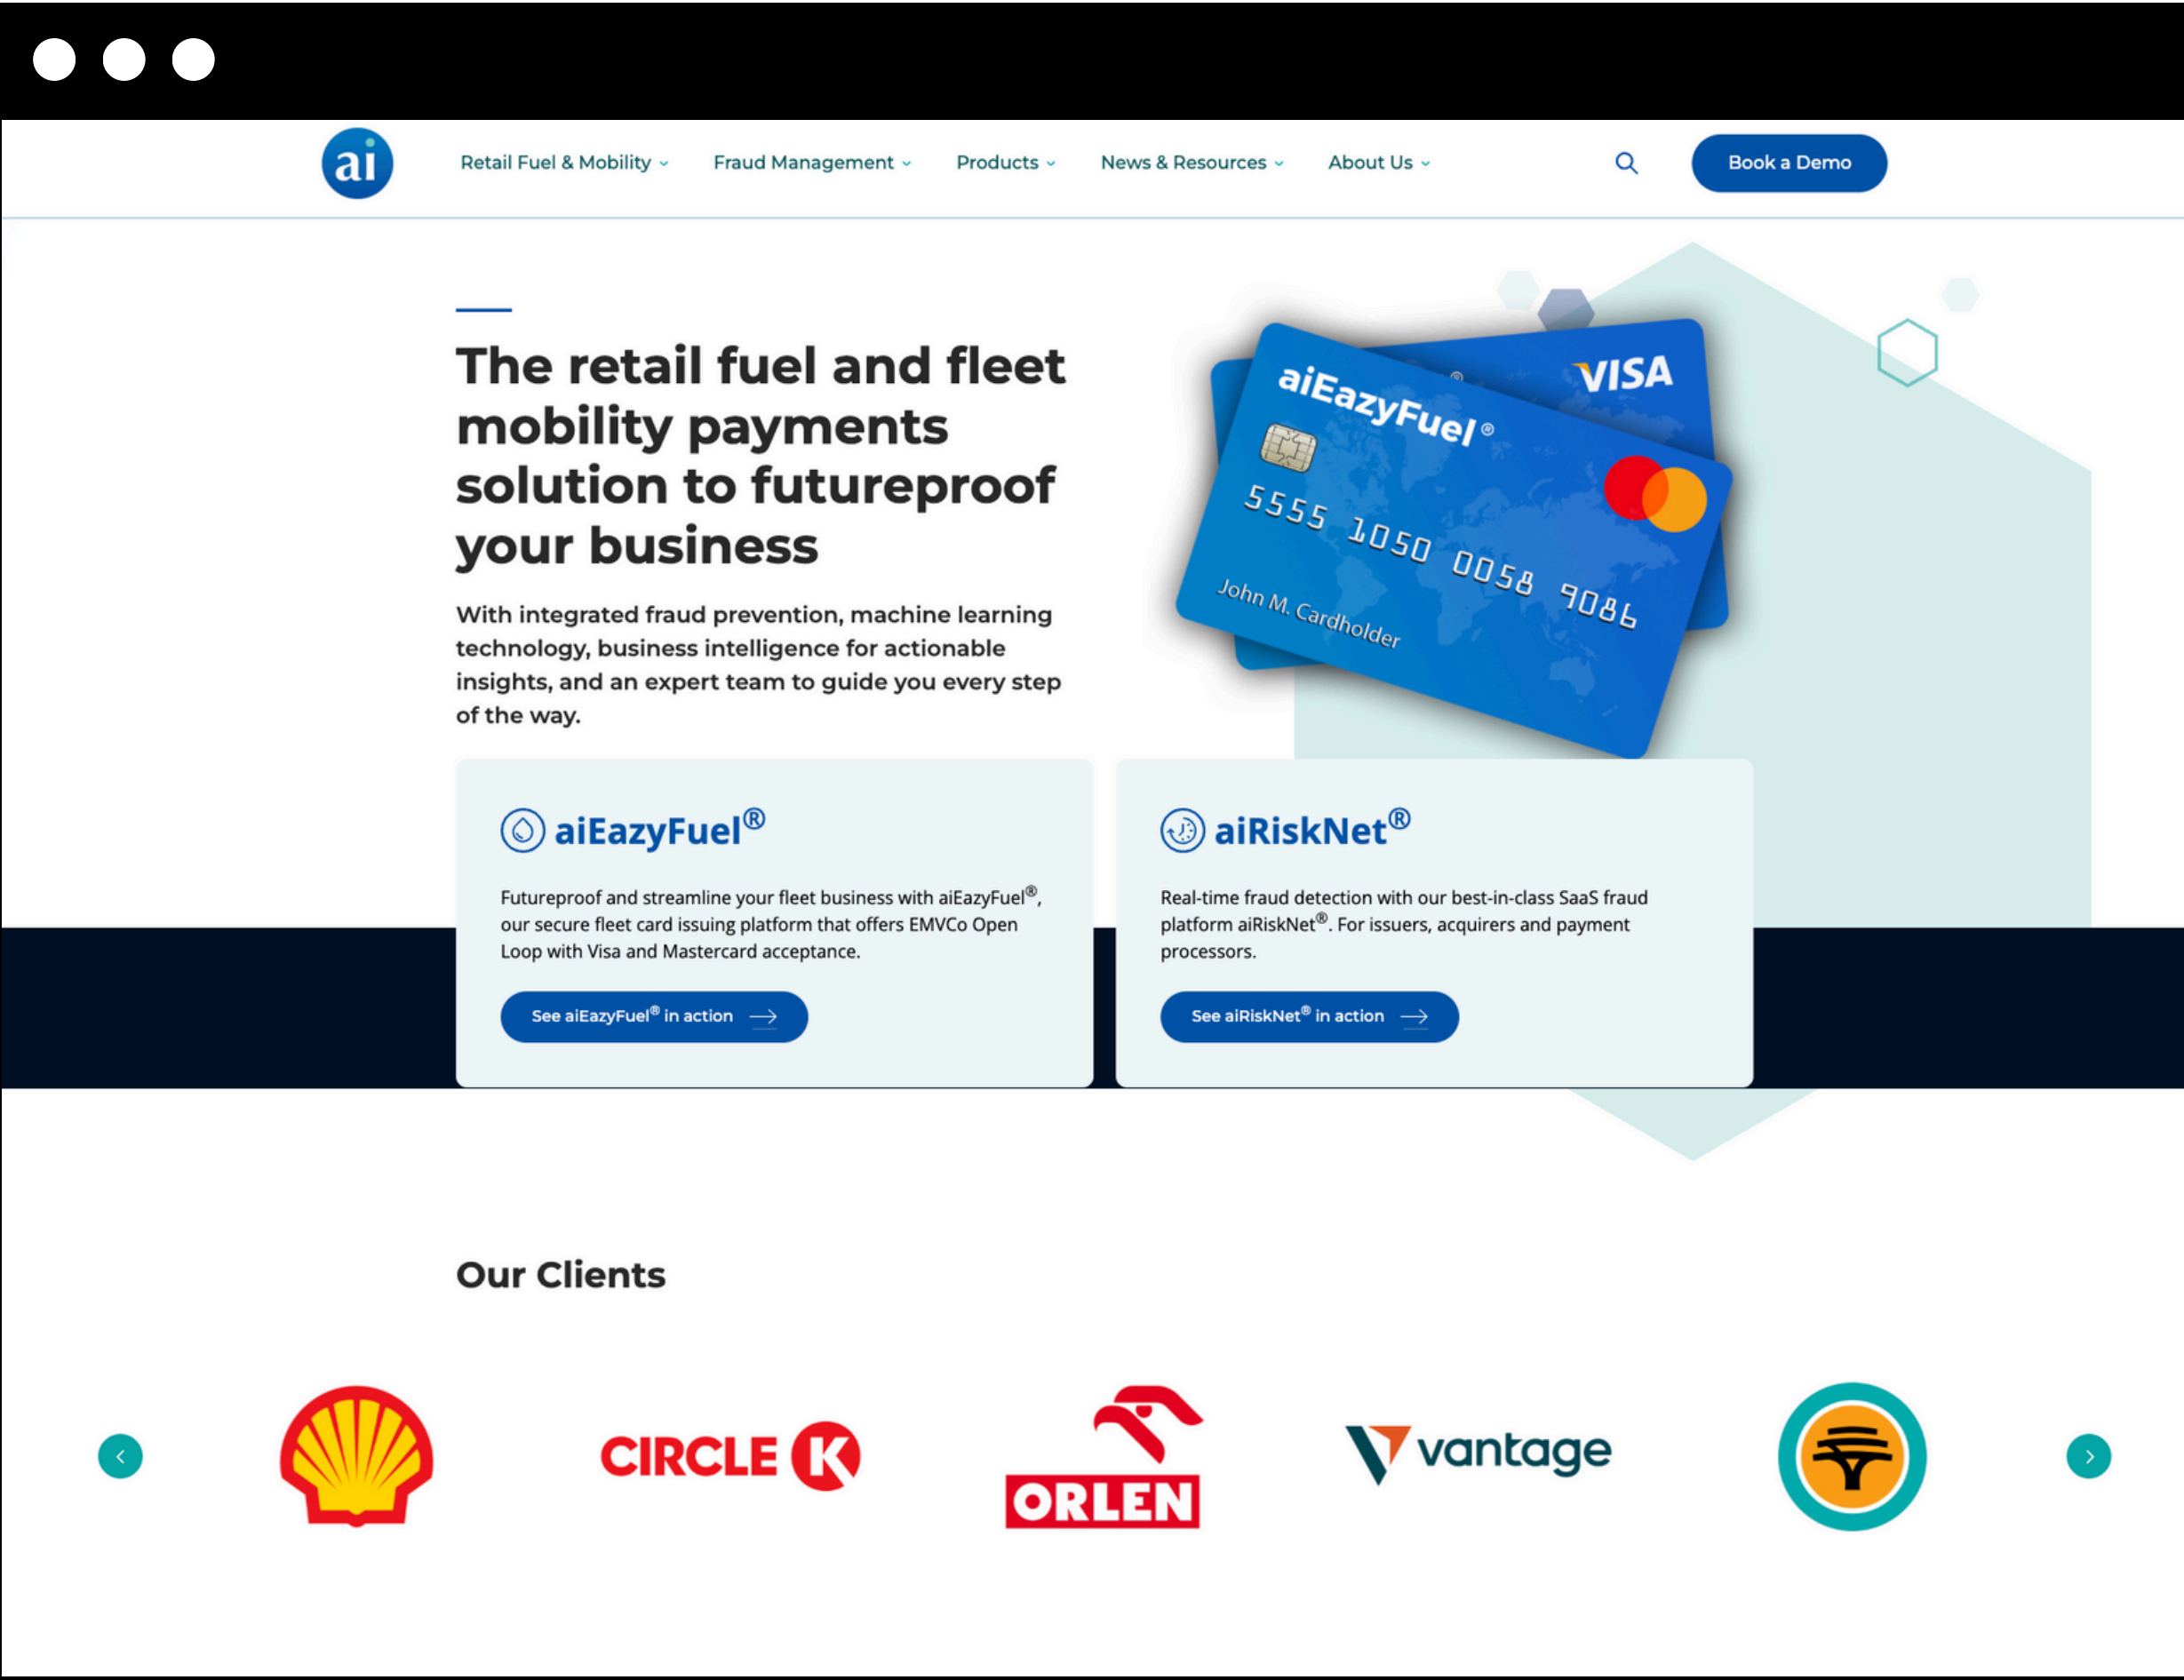 ai
Retail Fuel & Mobility
Fraud Management
Products
News & Resources
About Us
Book a Demo
The retail fuel and fleet
mobility payments
solution to futureproof
your business
With integrated fraud prevention, machine learning
technology, business intelligence for actionable
insights, and an expert team to guide you every step
of the way.
VISA
®
aiEazyFuel®
5555 1050 0058 9086
John M. Cardholder
aiEazyFuel®
Futureproof and streamline your fleet business with aiEazyFuel®,
our secure fleet card issuing platform that offers EMVCo Open
Loop with Visa and Mastercard acceptance.
See aiEazyFuel® in action
aiRiskNet®
Real-time fraud detection with our best-in-class SaaS fraud
platform aiRiskNet®. For issuers, acquirers and payment
processors.
See aiRiskNet® in action
Our Clients
CIRCLE K
ORLEN
vantage